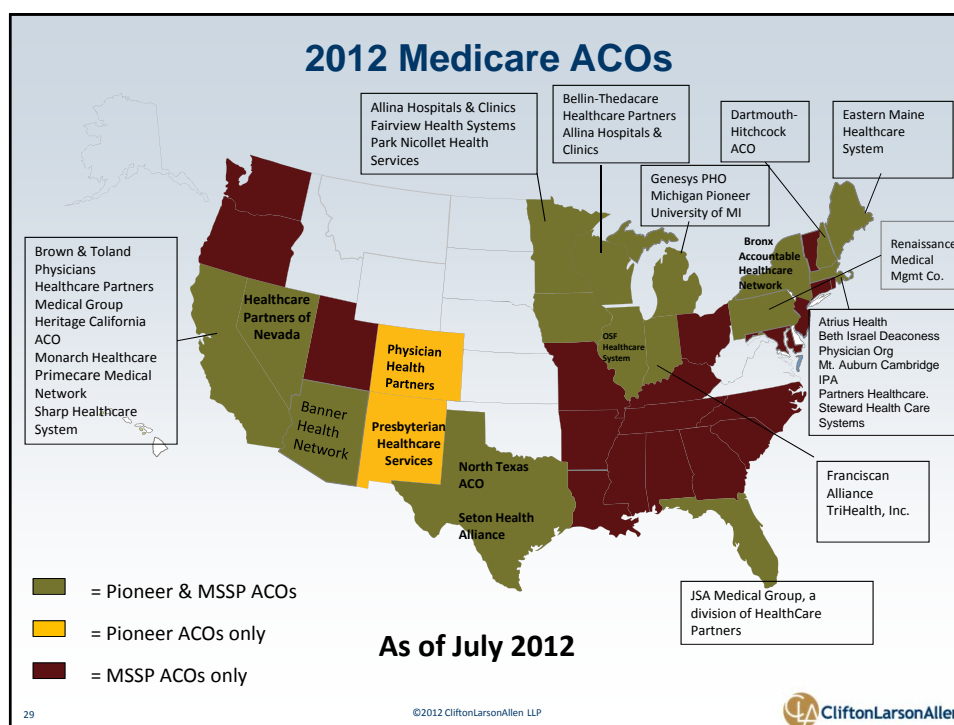 2012 Medicare ACOs
Allina Hospitals & Clinics
Fairview Health Systems
Park Nicollet Health
Services
Bellin-Thedacare
Healthcare Partners
Allina Hospitals &
Clinics
Dartmouth-
Hitchcock
ACO
Eastern Maine
Healthcare
System
Genesys PHO
Michigan Pioneer
University of MI
Brown & Toland
Physicians
Healthcare Partners
Medical Group
Heritage California
ACO
Monarch Healthcare
Primecare Medical
Network
Sharp Healthcare
System
Healthcare
Partners of
Nevada
Physician
Health
Partners
Banner
Health
Network
Presbyterian
Healthcare
Services
North Texas
ACO
Seton Health
Alliance
OSF
Healthcare
System
Bronx
Accountable
Healthcare
Network
Renaissance
Medical
Mgmt Co.
Atrius Health
Beth Israel Deaconess
Physician Org
Mt. Auburn Cambridge
IPA
Partners Healthcare.
Steward Health Care
Systems
Franciscan
Alliance
TriHealth, Inc.
JSA Medical Group, a
division of HealthCare
Partners
= Pioneer & MSSP ACOs
= Pioneer ACOs only
= MSSP ACOs only
As of July 2012
29
©2012 CliftonLarsonAllen LLP
CLA CliftonLarsonAllen